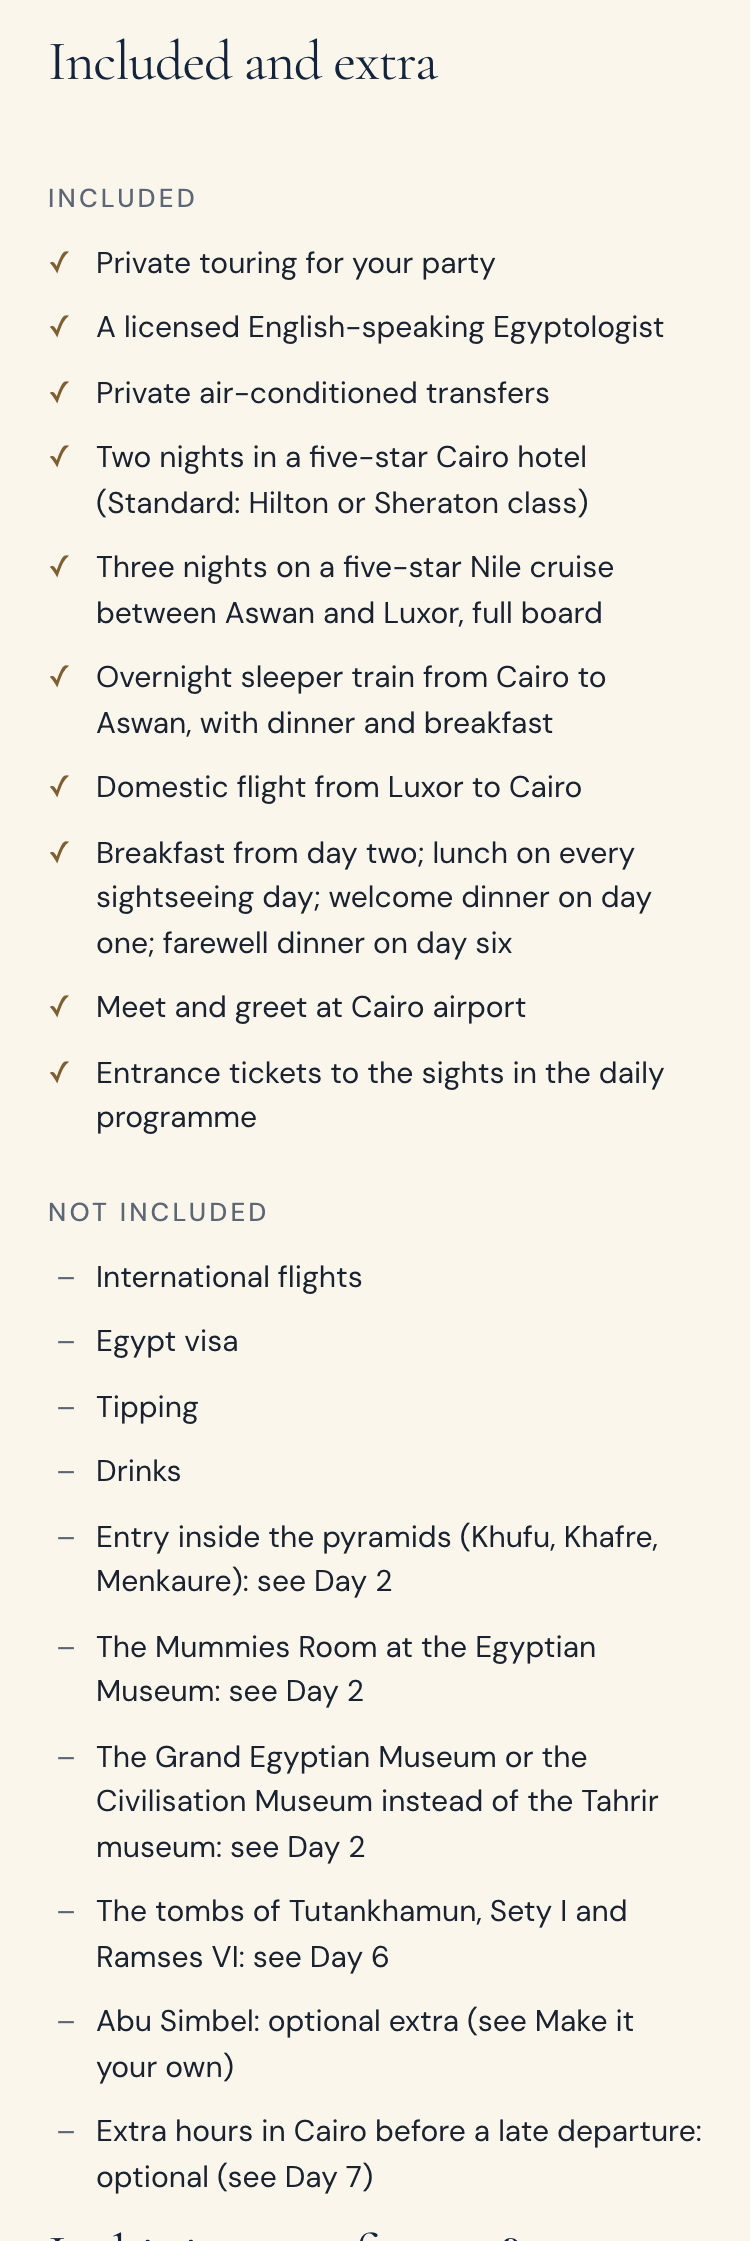 Included and extra
INCLUDED
✓ Private touring for your party
✓ A licensed English-speaking Egyptologist
✓ Private air-conditioned transfers
✓ Two nights in a five-star Cairo hotel
(Standard: Hilton or Sheraton class)
✓ Three nights on a five-star Nile cruise
between Aswan and Luxor, full board
✓ Overnight sleeper train from Cairo to
Aswan, with dinner and breakfast
✓ Domestic flight from Luxor to Cairo
✓ Breakfast from day two; lunch on every
sightseeing day; welcome dinner on day
one; farewell dinner on day six
✓ Meet and greet at Cairo airport
✓ Entrance tickets to the sights in the daily
programme
NOT INCLUDED
– International flights
– Egypt visa
– Tipping
– Drinks
– Entry inside the pyramids (Khufu, Khafre,
Menkaure): see Day 2
– The Mummies Room at the Egyptian
Museum: see Day 2
– The Grand Egyptian Museum or the
Civilisation Museum instead of the Tahrir
museum: see Day 2
– The tombs of Tutankhamun, Sety I and
Ramses VI: see Day 6
– Abu Simbel: optional extra (see Make it
your own)
– Extra hours in Cairo before a late departure:
optional (see Day 7)